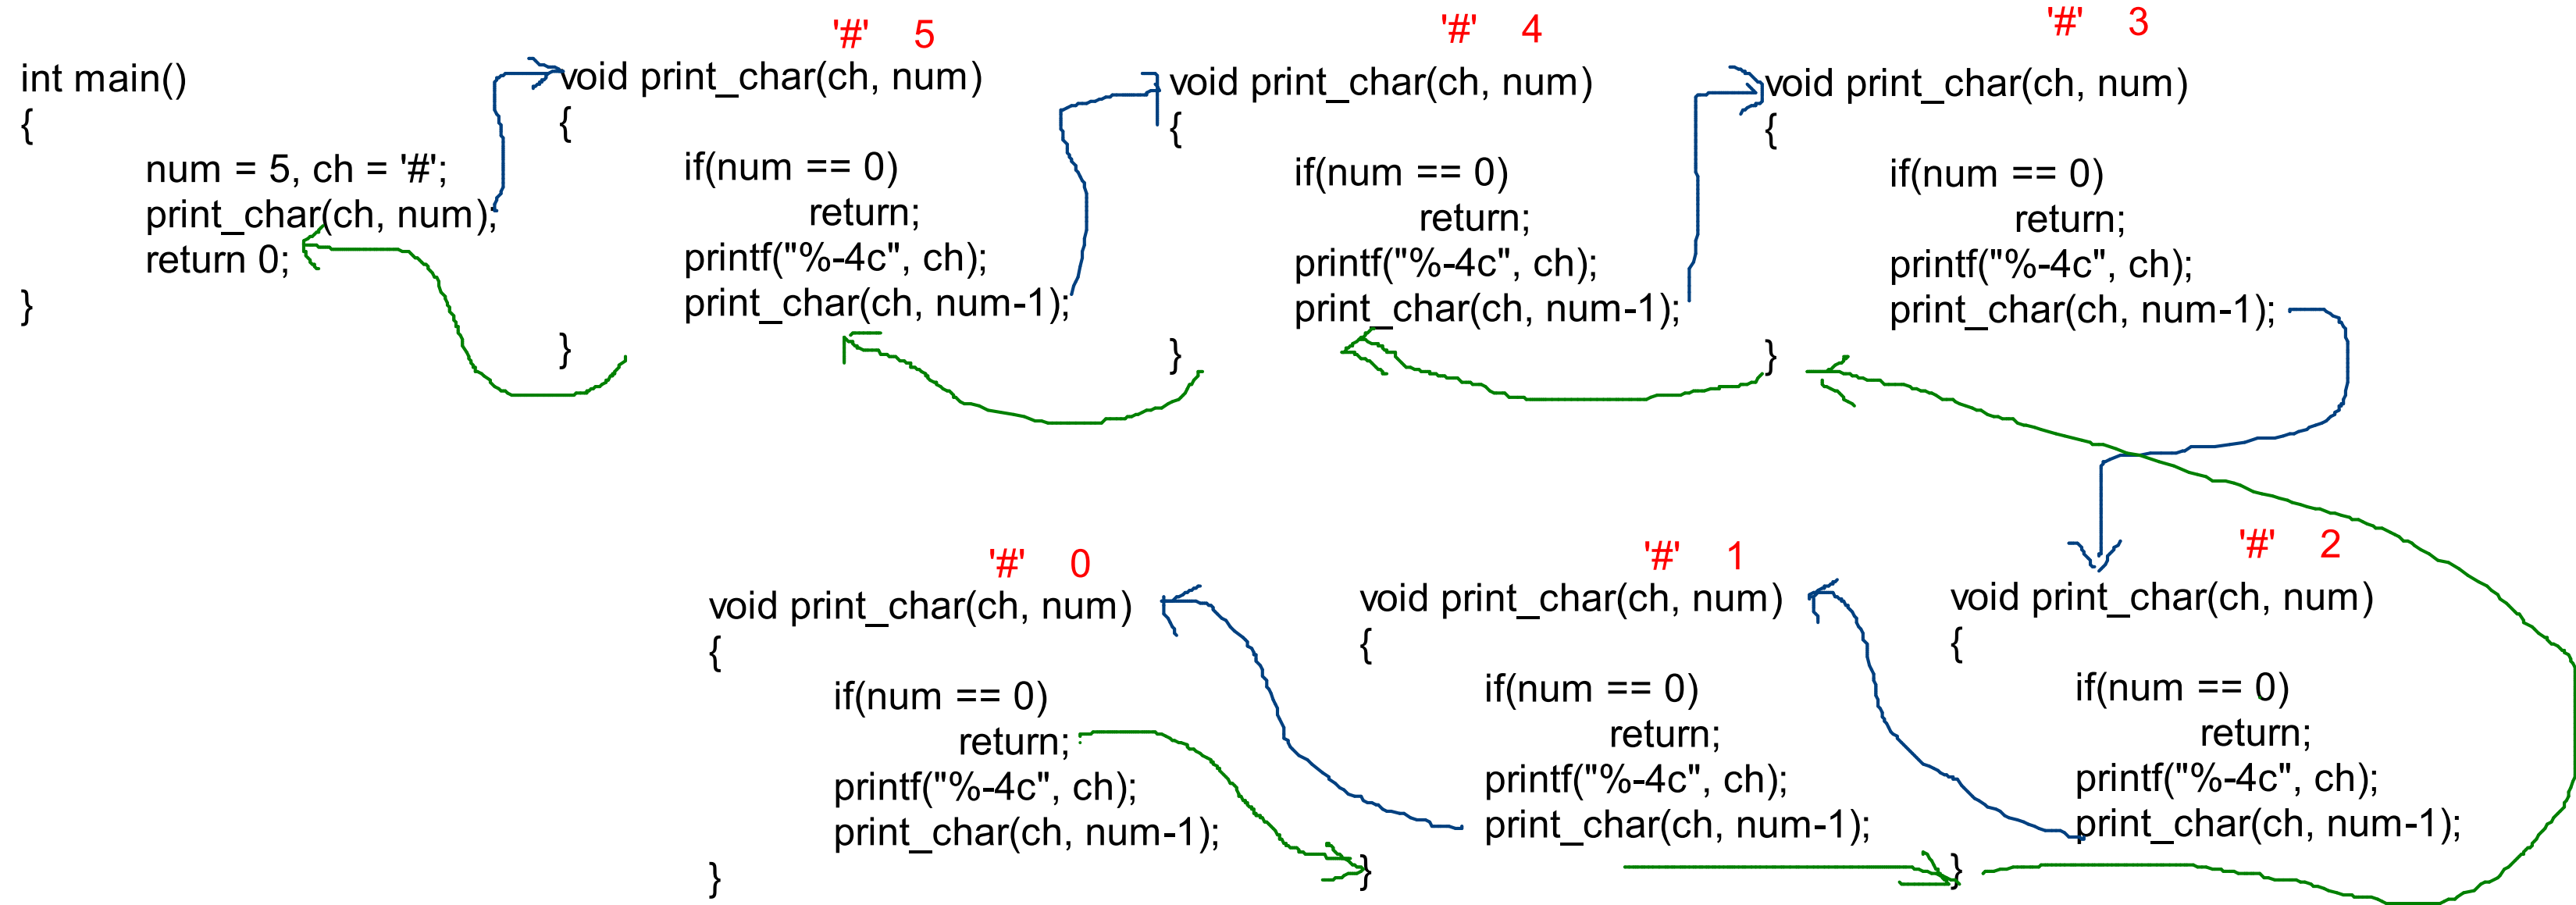 int main()
{
num = 5, ch = '#';
print_char(ch, num);
return 0;
}
'#' 5
void print_char(ch, num)
{
if(num == 0)
return;
printf("%-4c", ch);
print_char(ch, num-1);
}
'#' 4
void print_char(ch, num)
{
if(num == 0)
return;
printf("%-4c", ch);
print_char(ch, num-1);
}
'#' 3
void print_char(ch, num)
{
if(num == 0)
return;
printf("%-4c", ch);
print_char(ch, num-1);
}
'#' 0
void print_char(ch, num)
{
if(num == 0)
return;
printf("%-4c", ch);
print_char(ch, num-1);
}
'#' 1
void print_char(ch, num)
{
if(num == 0)
return;
printf("%-4c", ch);
print_char(ch, num-1);
}
'#' 2
void print_char(ch, num)
{
if(num == 0)
return;
printf("%-4c", ch);
print_char(ch, num-1);
}